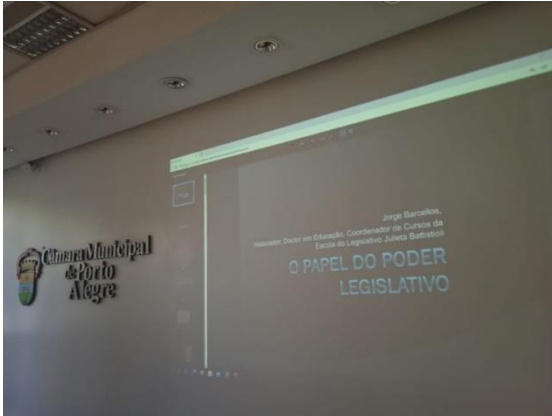 Câmara Municipal
de Porto
Alegre
Jorge Barcellos,
Historiador, Doutor em Educação, Coordenador de Cursos da
Escola do Legislativo Julieta Battistioli
O PAPEL DO PODER
LEGISLATIVO